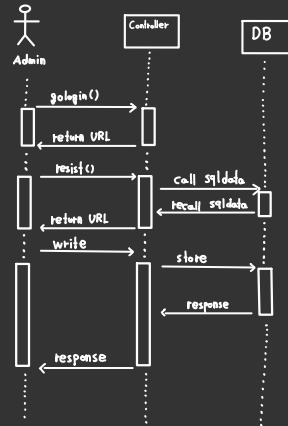 Controller
DB
Admin
gologin()
return URL
resist()
call sqldata
recall sqldata
return URL
write
store
response
response